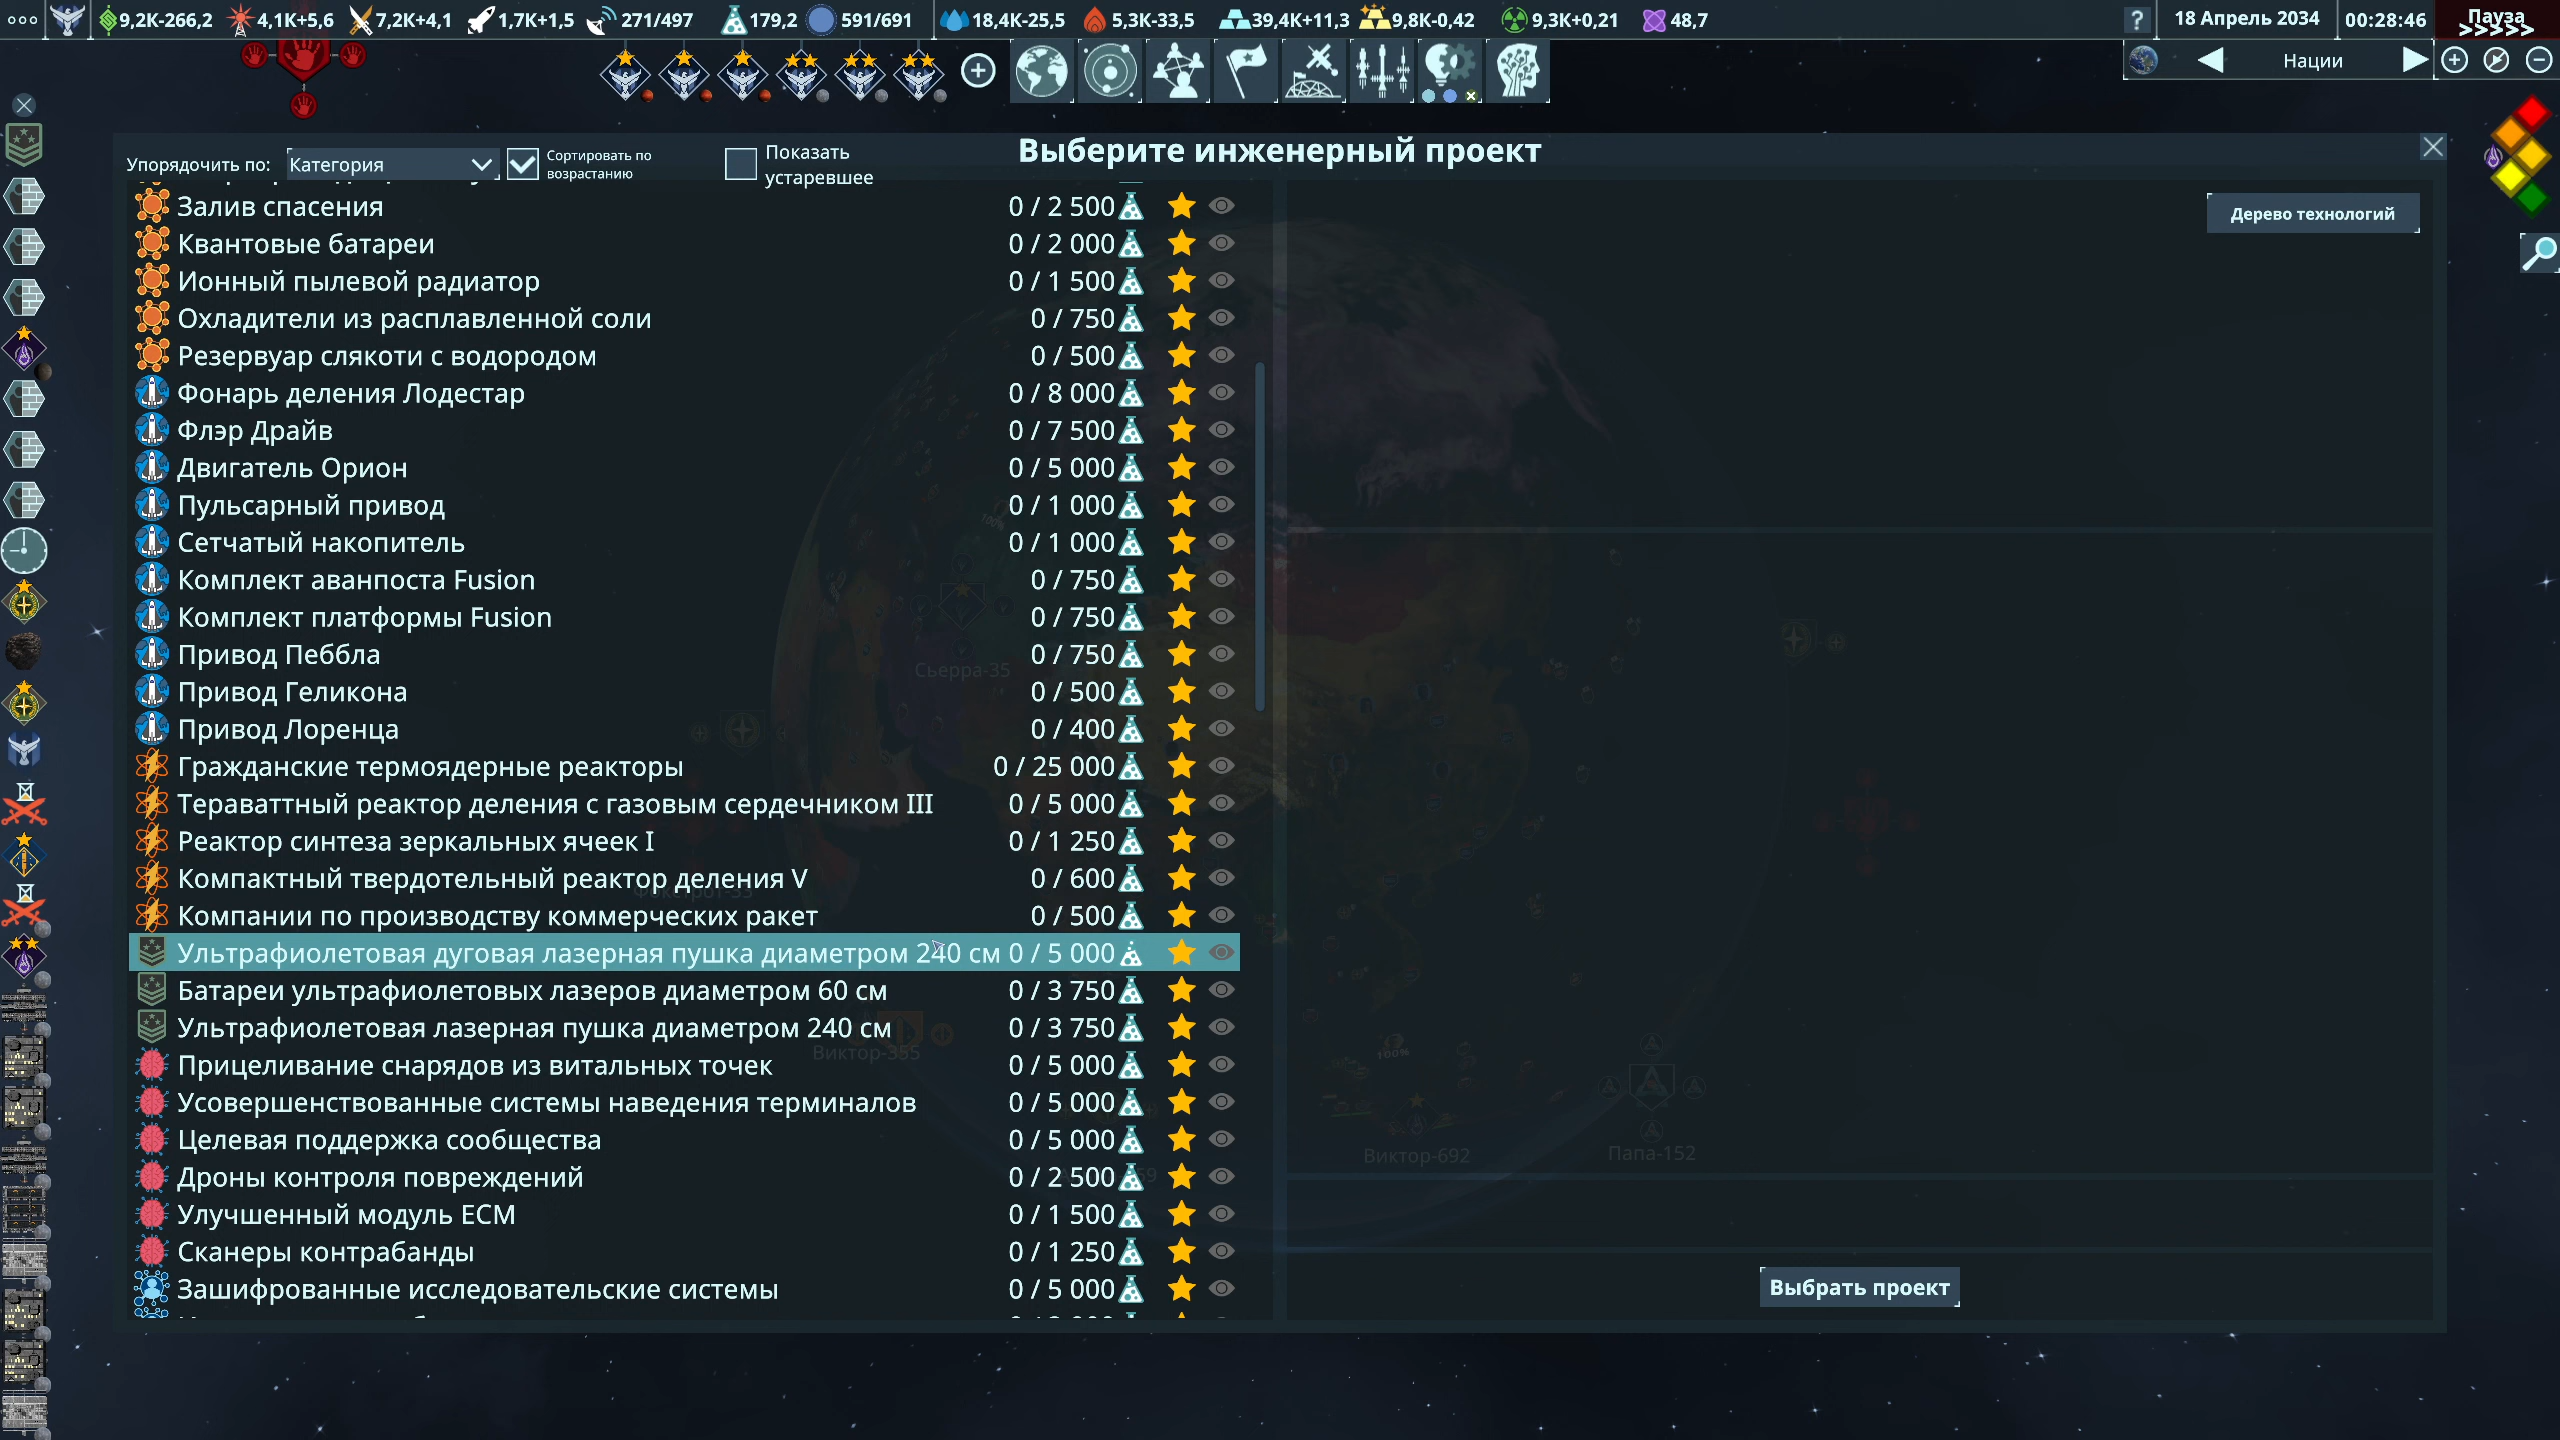 9,2K-266,2 4,1K+5,6 7,2K+4,1 1,7K+1,5 271/497 179,2 591/691 18,4K-25,5 5,3K-33,5 39,4K+11,3 9,8K-0,42 9,3K+0,21 48,7 ? 18 Апрель 2034 00:28:46 Пауза
>>>>>
Нации
Выберите инженерный проект
Упорядочить по: Категория
Сортировать по возрастанию
Показать устаревшее
Дерево технологий
Залив спасения 0 / 2 500
Квантовые батареи 0 / 2 000
Ионный пылевой радиатор 0 / 1 500
Охладители из расплавленной соли 0 / 750
Резервуар слякоти с водородом 0 / 500
Фонарь деления Лодестар 0 / 8 000
Флэр Драйв 0 / 7 500
Двигатель Орион 0 / 5 000
Пульсарный привод 0 / 1 000
Сетчатый накопитель 0 / 1 000
Комплект аванпоста Fusion 0 / 750
Комплект платформы Fusion 0 / 750
Привод Пеббла 0 / 750
Привод Геликона 0 / 500
Привод Лоренца 0 / 400
Гражданские термоядерные реакторы 0 / 25 000
Тераваттный реактор деления с газовым сердечником III 0 / 5 000
Реактор синтеза зеркальных ячеек I 0 / 1 250
Компактный твердотельный реактор деления V 0 / 600
Компании по производству коммерческих ракет 0 / 500
Ультрафиолетовая дуговая лазерная пушка диаметром 240 см 0 / 5 000
Батареи ультрафиолетовых лазеров диаметром 60 см 0 / 3 750
Ультрафиолетовая лазерная пушка диаметром 240 см 0 / 3 750
Прицеливание снарядов из витальных точек 0 / 5 000
Усовершенствованные системы наведения терминалов 0 / 5 000
Целевая поддержка сообщества 0 / 5 000
Дроны контроля повреждений 0 / 2 500
Улучшенный модуль ECM 0 / 1 500
Сканеры контрабанды 0 / 1 250
Зашифрованные исследовательские системы 0 / 5 000
Сьерра-35
Виктор-355
Виктор-692
Папа-152
100%
Выбрать проект